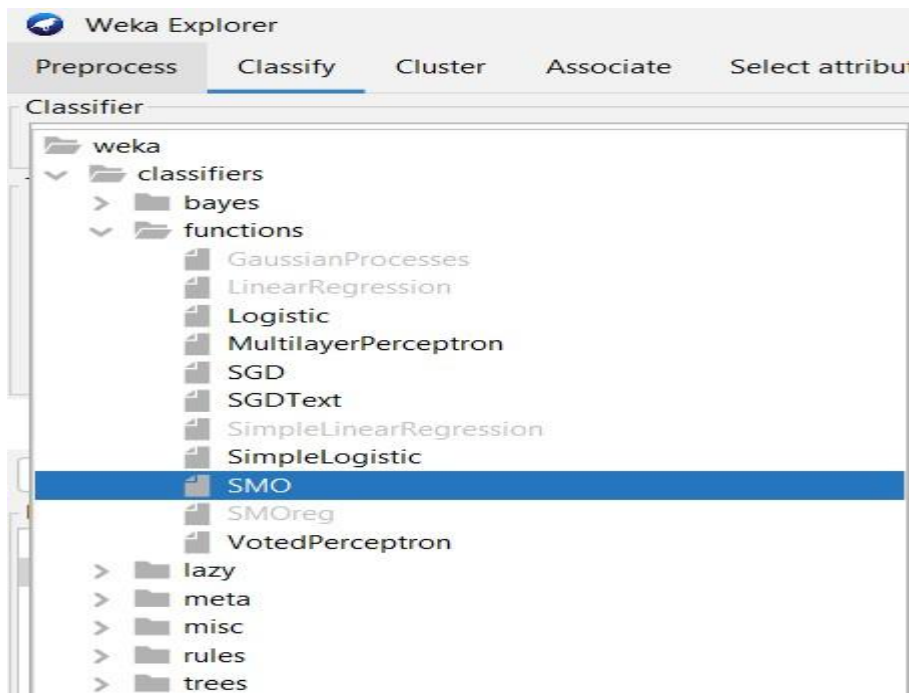 Weka Explorer
Preprocess Classify Cluster Associate Select attribu
Classifier
weka
classifiers
bayes
functions
GaussianProcesses
LinearRegression
Logistic
MultilayerPerceptron
SGD
SGDText
SimpleLinearRegression
SimpleLogistic
SMO
SMOreg
VotedPerceptron
lazy
meta
misc
rules
trees